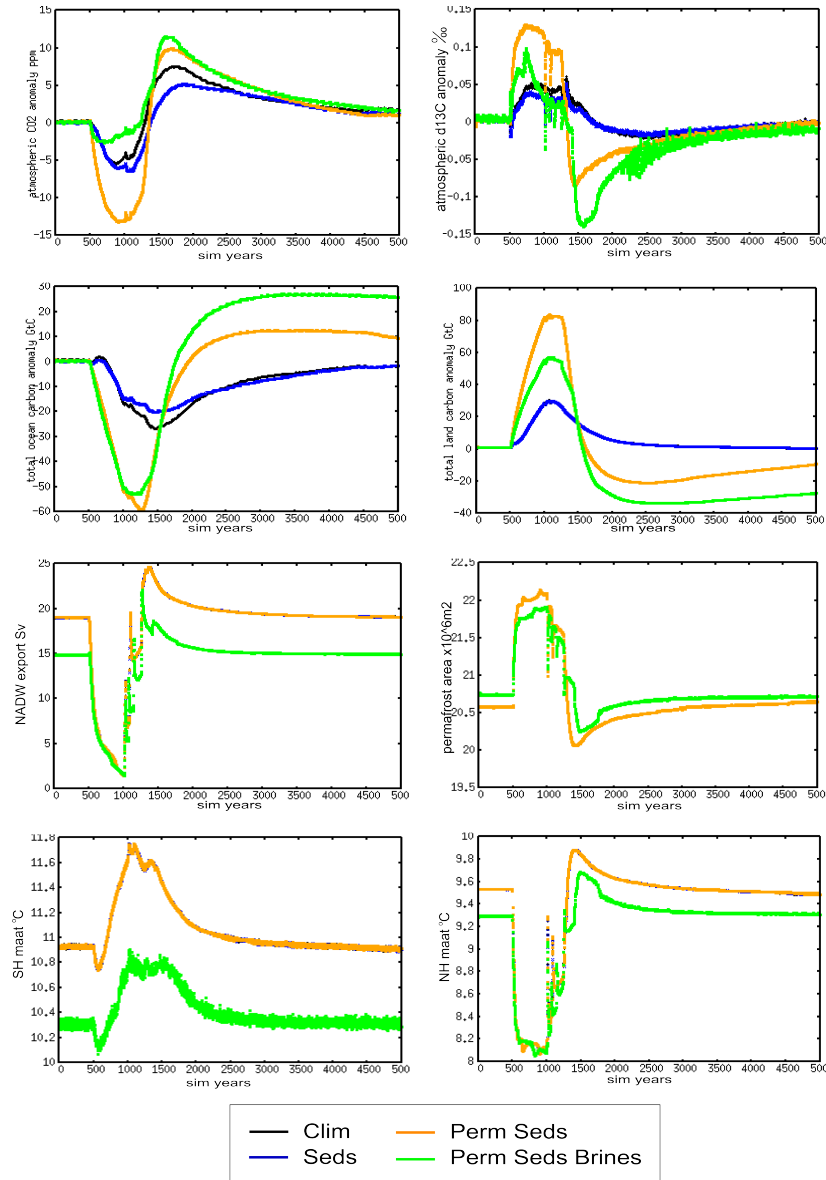 15
10
5
0
-5
-10
-15
0 500 1000 1500 2000 2500 3000 3500 4000 4500 500
sim years
atmospheric CO2 anomaly ppm
0.15
0.1
0.05
0.0
-0.05
-0.1
-0.15
0 500 1000 1500 2000 2500 3000 3500 4000 4500 500
sim years
atmospheric d13C anomaly ‰
30
20
10
0
-10
-20
-30
-40
-50
-60
0 500 1000 1500 2000 2500 3000 3500 4000 4500 500
sim years
total ocean carbon anomaly GtC
100
80
60
40
20
0
-20
-40
0 500 1000 1500 2000 2500 3000 3500 4000 4500 500
sim years
total land carbon anomaly GtC
25
20
15
10
5
0
0 500 1000 1500 2000 2500 3000 3500 4000 4500 500
sim years
NADW export Sv
22.5
22
21.5
21
20.5
20
19.5
0 500 1000 1500 2000 2500 3000 3500 4000 4500 500
sim years
permafrost area x10^6m2
11.8
11.6
11.4
11.2
11
10.8
10.6
10.4
10.2
10
0 500 1000 1500 2000 2500 3000 3500 4000 4500 500
sim years
SH maat °C
10
9.8
9.6
9.4
9.2
9
8.8
8.6
8.4
8.2
8
0 500 1000 1500 2000 2500 3000 3500 4000 4500 500
sim years
NH maat °C
Clim Perm Seds
Seds Perm Seds Brines